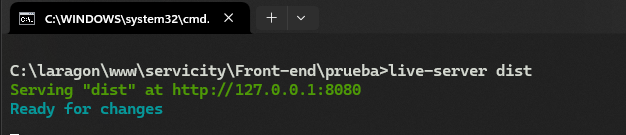 C:\WINDOWS\system32\cmd.
C:\laragon\www\servicity\Front-end\prueba>live-server dist
Serving "dist" at http://127.0.0.1:8080
Ready for changes